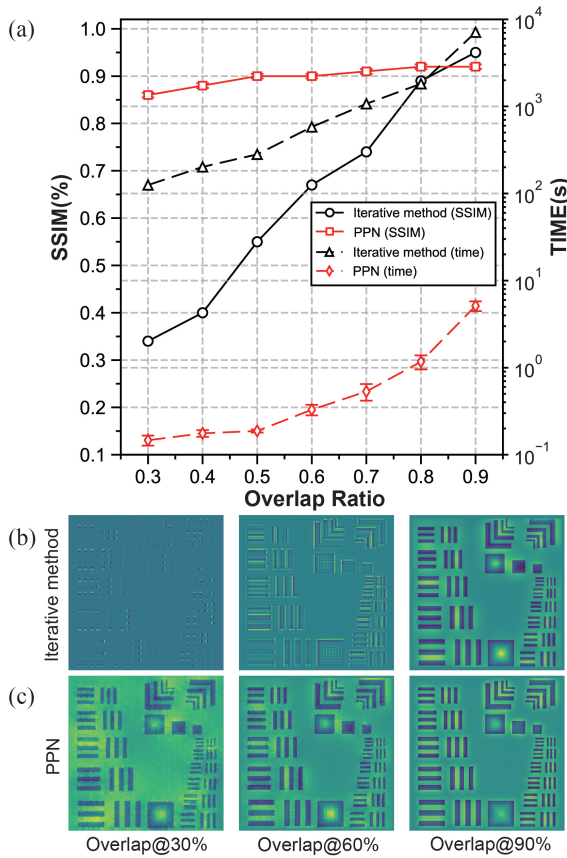 (a)
1.0
0.9
0.8
0.7
0.6
0.5
0.4
0.3
0.2
0.1
SSIM(%)
10^4
10^3
10^2
10^1
10^0
10^-1
TIME(s)
Iterative method (SSIM)
PPN (SSIM)
Iterative method (time)
PPN (time)
0.3 0.4 0.5 0.6 0.7 0.8 0.9
Overlap Ratio
(b)
Iterative method
(c)
PPN
Overlap@30% Overlap@60% Overlap@90%